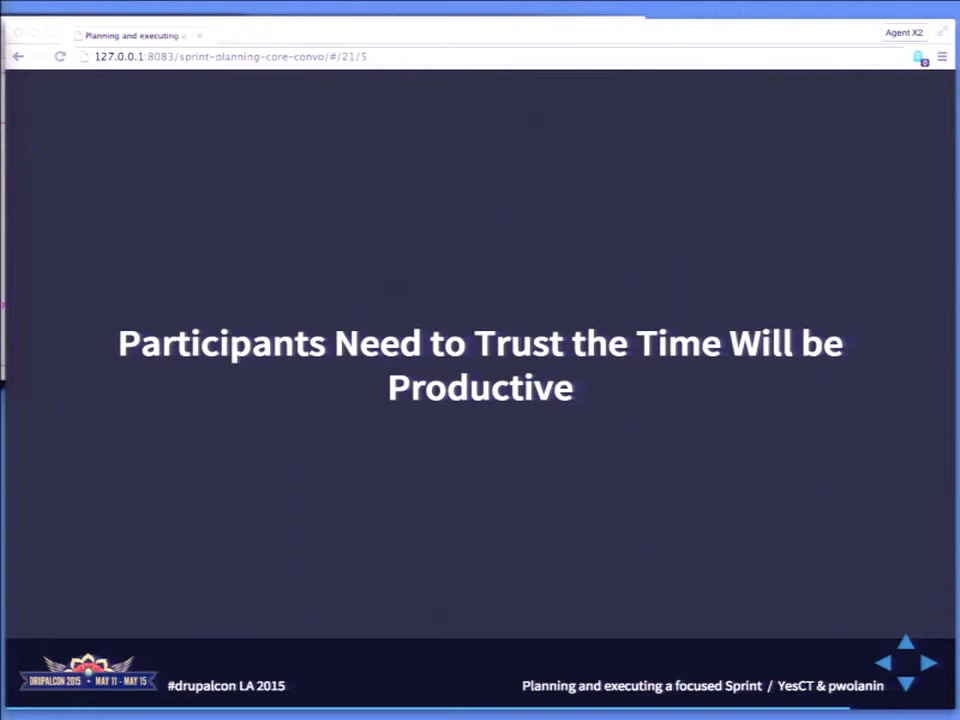 Planning and executing a
Agent X2
127.0.0.1:8083/sprint-planning-core-convo/#/21/5
Participants Need to Trust the Time Will be
Productive
DRUPALCON 2015 • MAY 11 - MAY 15
#drupalcon LA 2015
Planning and executing a focused Sprint / YesCT & pwolanin